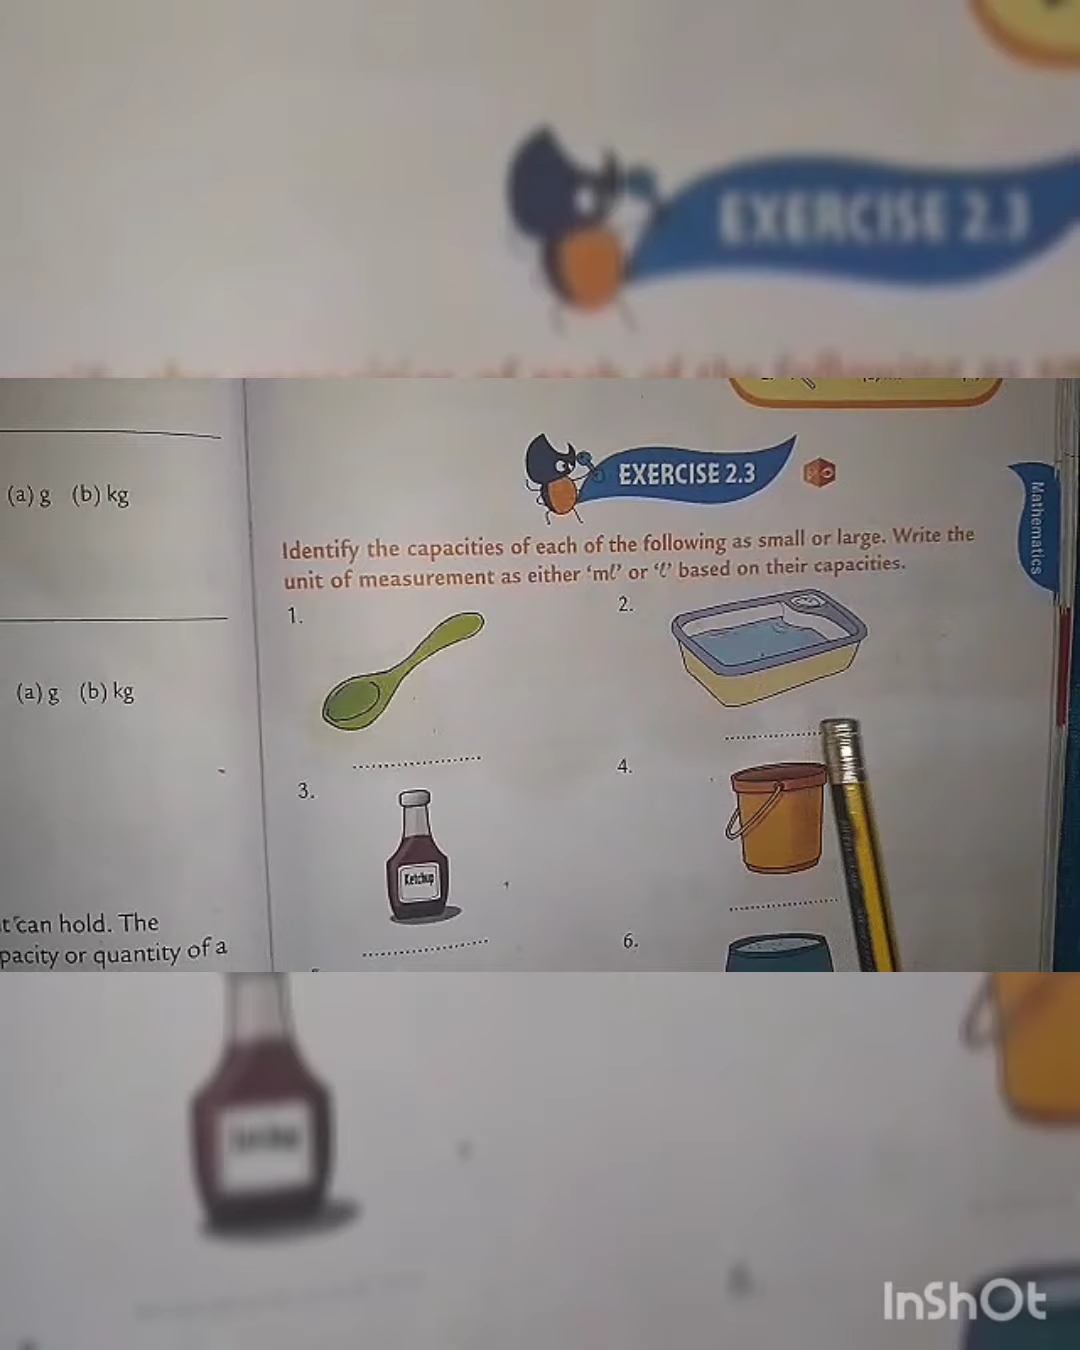 EXERCISE 2.3
EXERCISE 2.3
Mathematics
(a) g (b) kg
(a) g (b) kg
t can hold. The
pacity or quantity of a
Identify the capacities of each of the following as small or large. Write the
unit of measurement as either ‘mℓ’ or ‘ℓ’ based on their capacities.
1.
2.
3.
Ketchup
4.
6.
InShOt